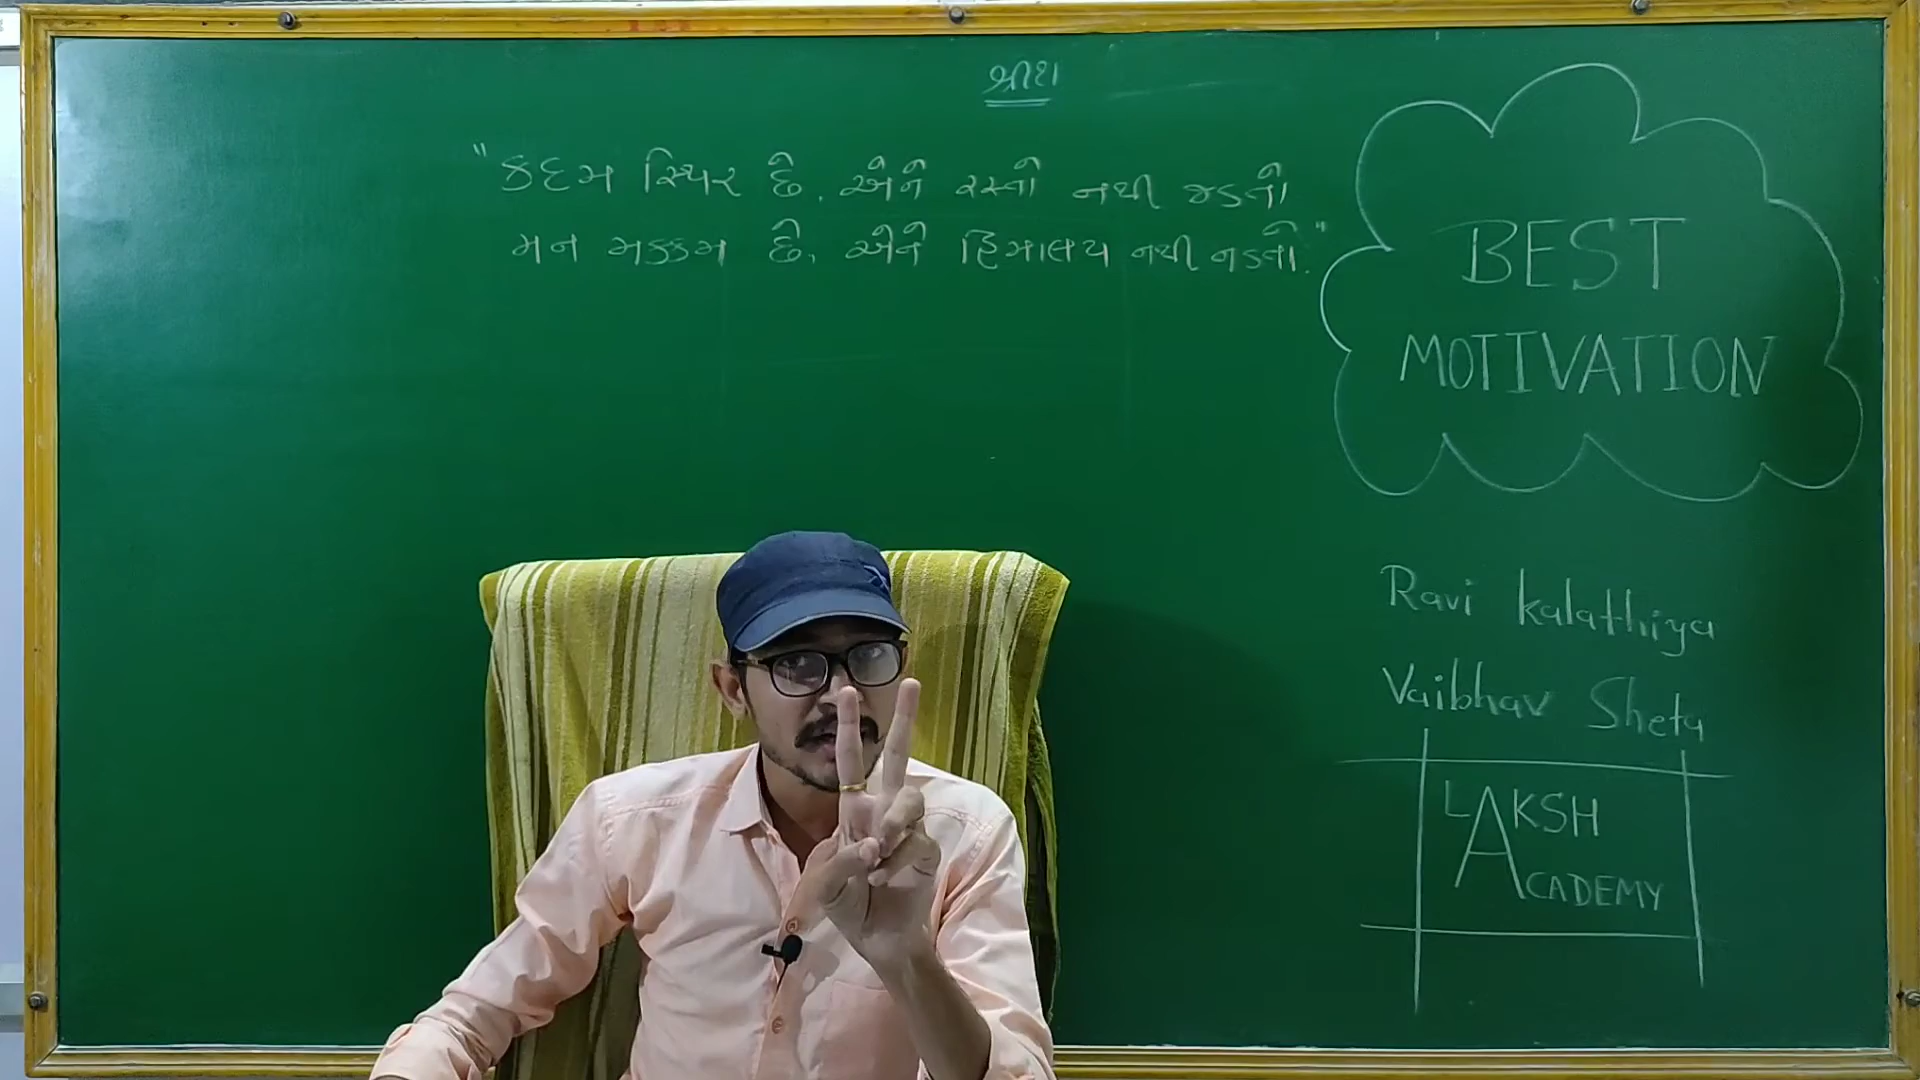 શ્રીશ
"કદમ સ્થિર છે. એને રસ્તો નથી જડતો
મન મક્કમ છે, એને હિમાલય નથી નડતો."
BEST
MOTIVATION
Ravi kalathiya
Vaibhav Sheta
LAKSH
ACADEMY